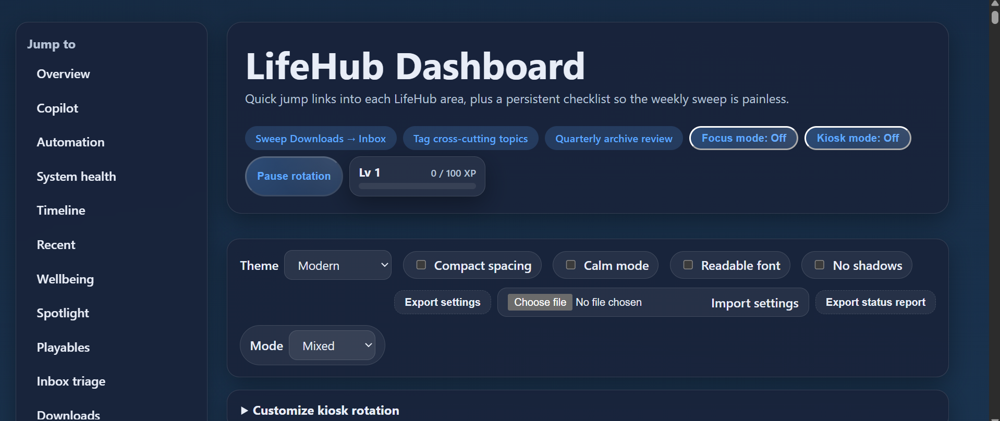 Jump to
Overview
Copilot
Automation
System health
Timeline
Recent
Wellbeing
Spotlight
Playables
Inbox triage
Downloads
LifeHub Dashboard
Quick jump links into each LifeHub area, plus a persistent checklist so the weekly sweep is painless.
Sweep Downloads → Inbox
Tag cross-cutting topics
Quarterly archive review
Focus mode: Off
Kiosk mode: Off
Pause rotation
Lv 1
0 / 100 XP
Theme
Modern
Compact spacing
Calm mode
Readable font
No shadows
Export settings
Choose file No file chosen
Import settings
Export status report
Mode
Mixed
Customize kiosk rotation